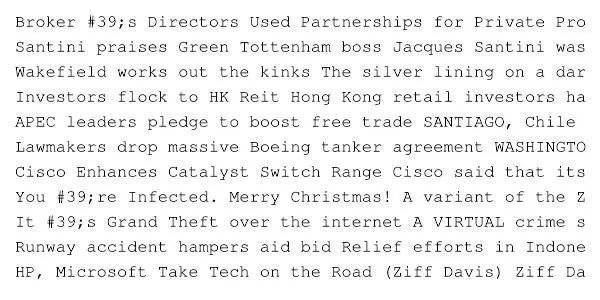 Broker #39;s Directors Used Partnerships for Private Pro
Santini praises Green Tottenham boss Jacques Santini was
Wakefield works out the kinks The silver lining on a dar
Investors flock to HK Reit Hong Kong retail investors ha
APEC leaders pledge to boost free trade SANTIAGO, Chile
Lawmakers drop massive Boeing tanker agreement WASHINGTO
Cisco Enhances Catalyst Switch Range Cisco said that its
You #39;re Infected. Merry Christmas! A variant of the Z
It #39;s Grand Theft over the internet A VIRTUAL crime s
Runway accident hampers aid bid Relief efforts in Indone
HP, Microsoft Take Tech on the Road (Ziff Davis) Ziff Da